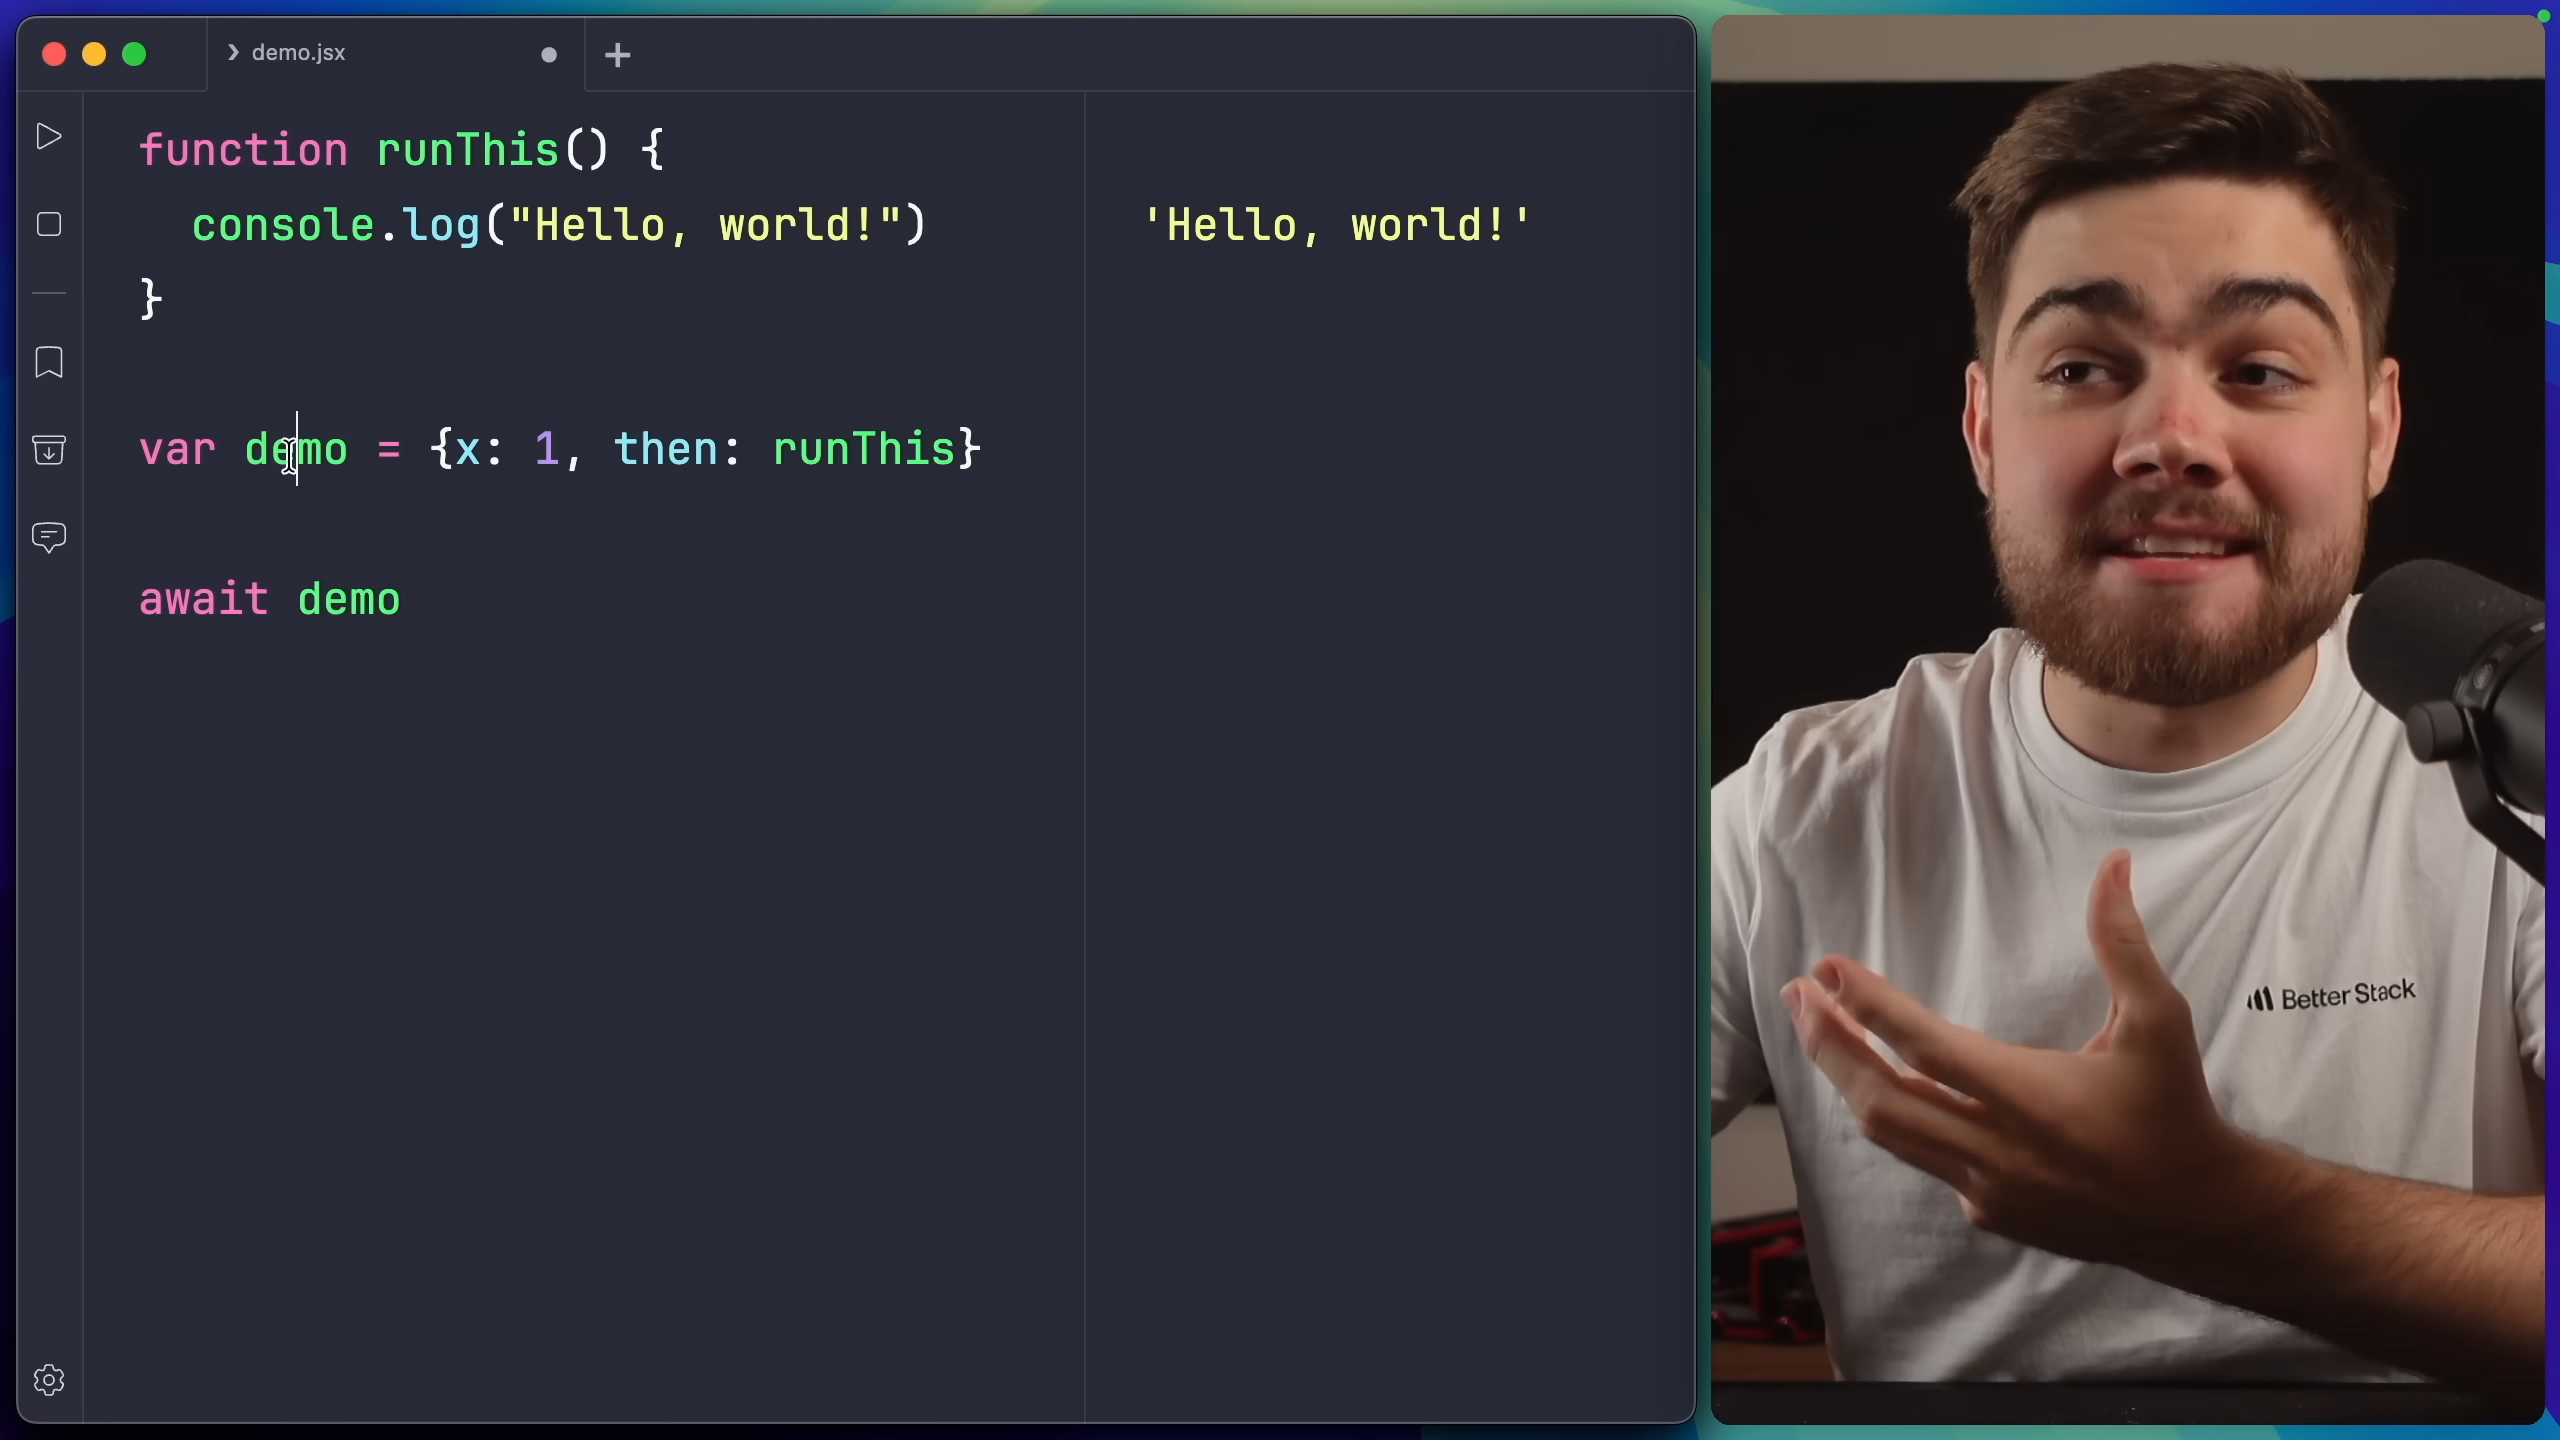 demo.jsx
function runThis() {
console.log("Hello, world!")
'Hello, world!'
}
var demo = {x: 1, then: runThis}
await demo
Better Stack